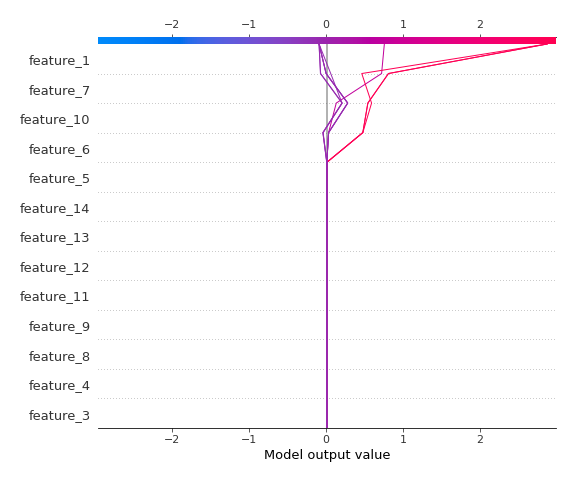 −2 −1 0 1 2
feature_1
feature_7
feature_10
feature_6
feature_5
feature_14
feature_13
feature_12
feature_11
feature_9
feature_8
feature_4
feature_3
−2 −1 0 1 2
Model output value